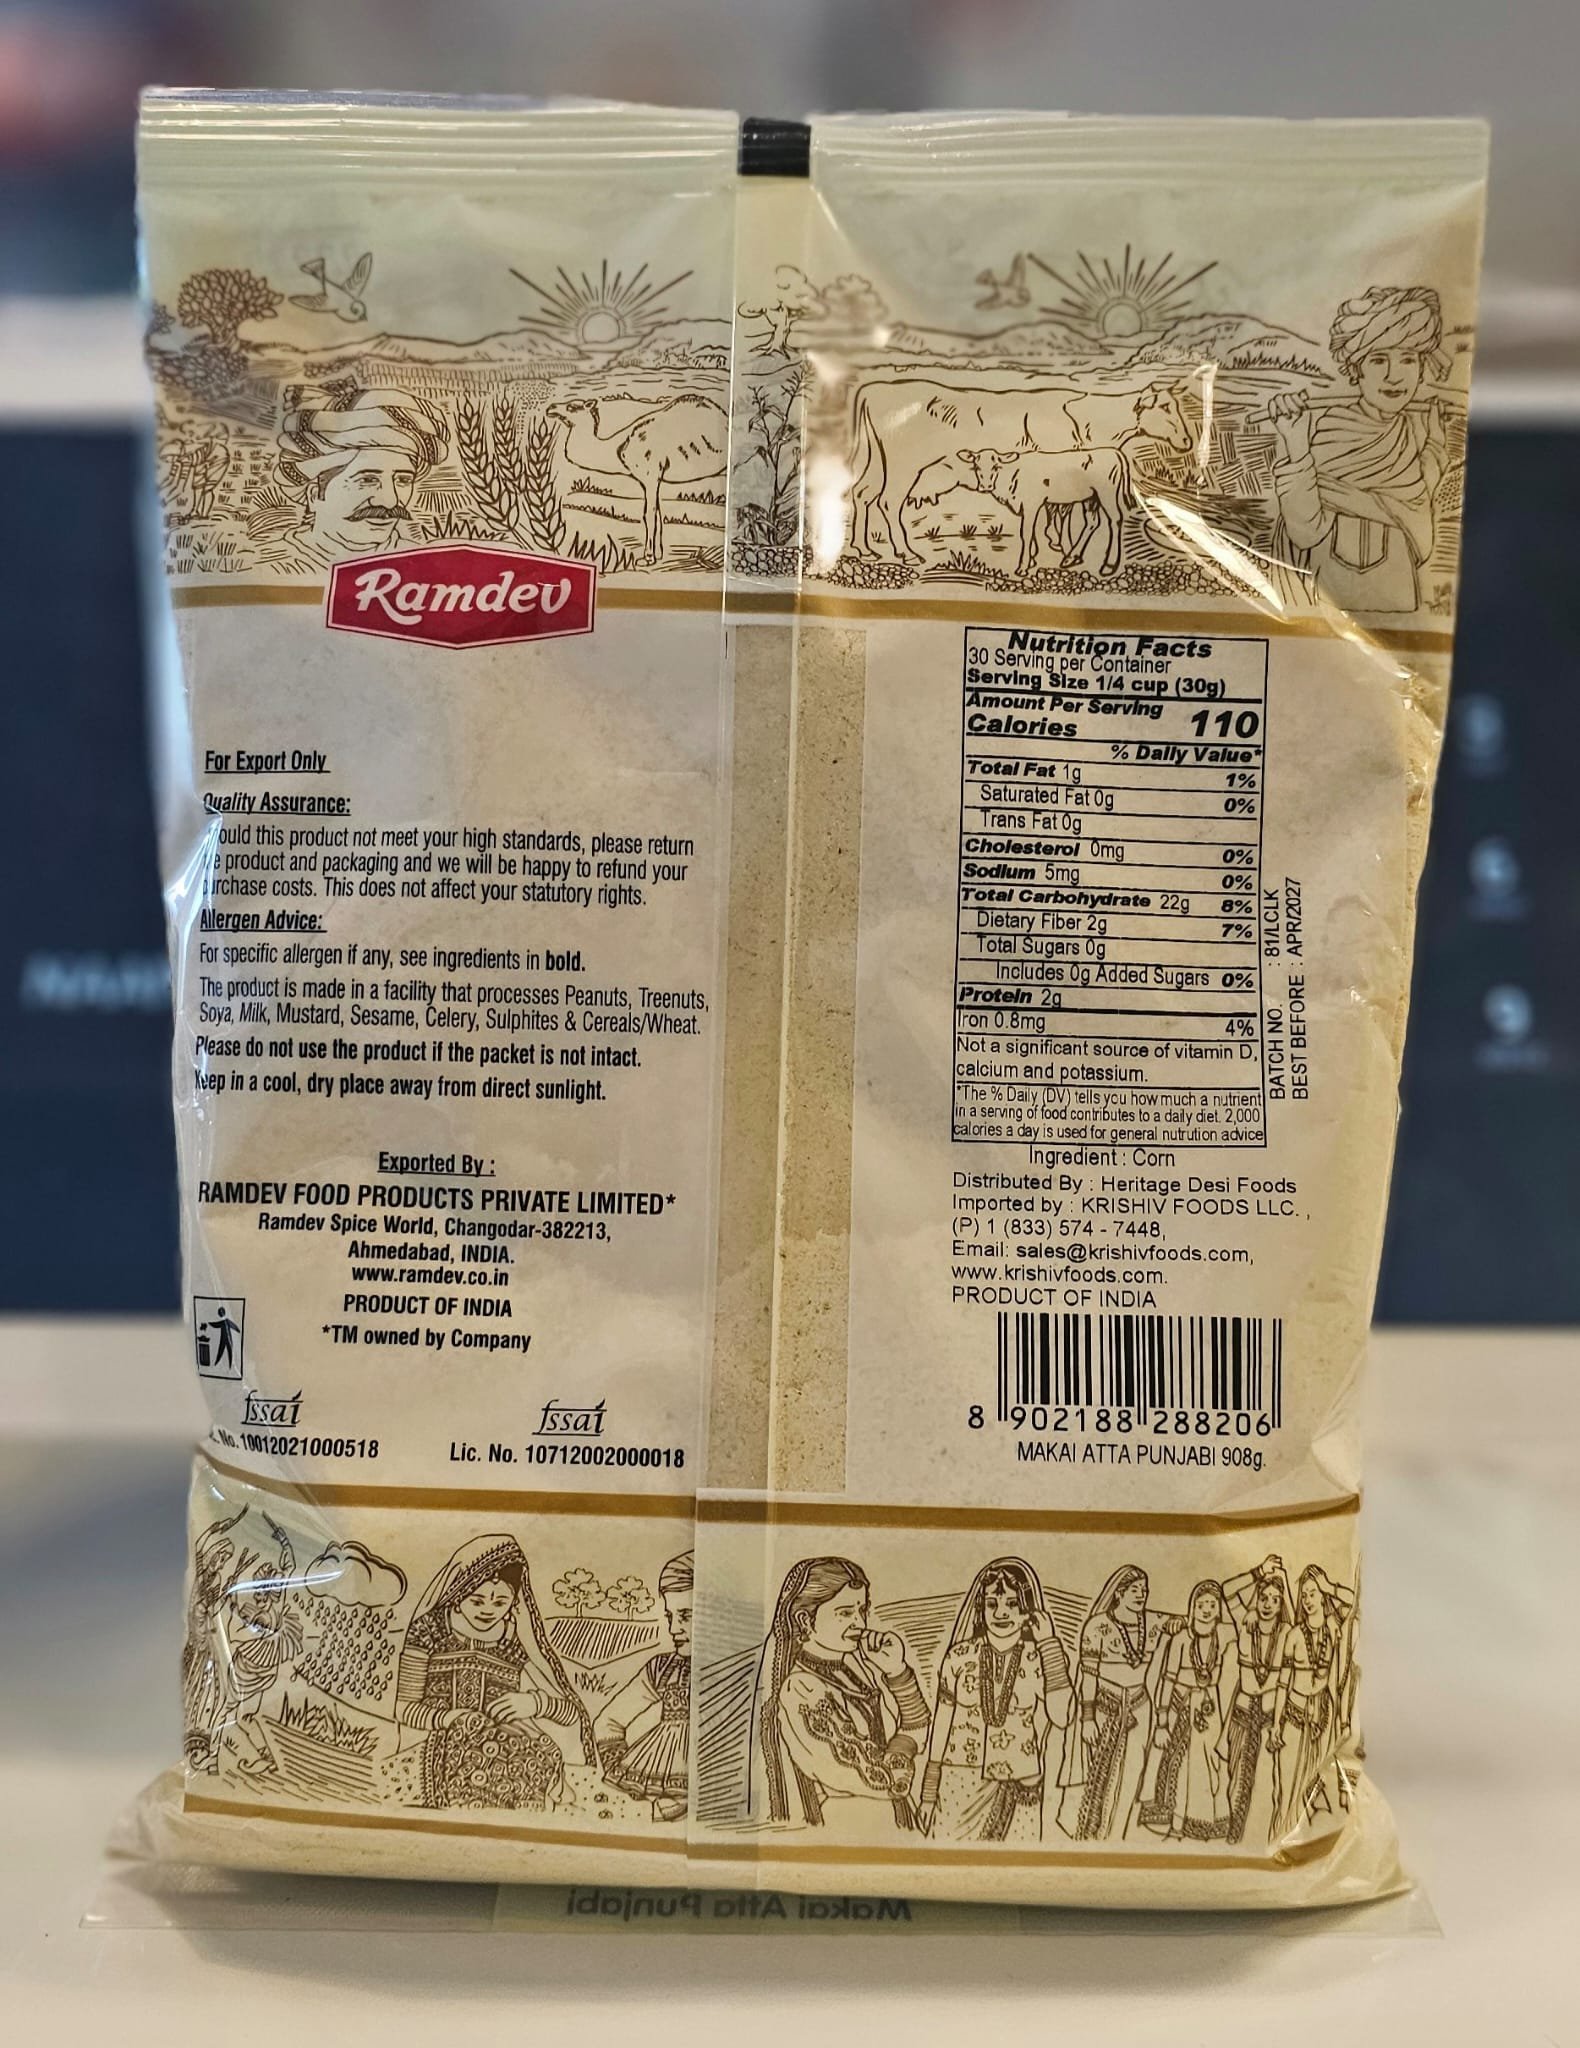 Ramdev
For Export Only
Quality Assurance:
ould this product not meet your high standards, please return
e product and packaging and we will be happy to refund your
urchase costs. This does not affect your statutory rights.
Allergen Advice:
For specific allergen if any, see ingredients in bold.
The product is made in a facility that processes Peanuts, Treenuts,
Soya, Milk, Mustard, Sesame, Celery, Sulphites & Cereals/Wheat.
Please do not use the product if the packet is not intact.
Keep in a cool, dry place away from direct sunlight.
Exported By :
RAMDEV FOOD PRODUCTS PRIVATE LIMITED*
Ramdev Spice World, Changodar-382213,
Ahmedabad, INDIA.
www.ramdev.co.in
PRODUCT OF INDIA
*TM owned by Company
fssai
No. 10012021000518
fssai
Lic. No. 10712002000018
Nutrition Facts
30 Serving per Container
Serving Size 1/4 cup (30g)
Amount Per Serving
Calories 110
% Daily Value*
Total Fat 1g 1%
Saturated Fat 0g 0%
Trans Fat 0g
Cholesterol 0mg 0%
Sodium 5mg 0%
Total Carbohydrate 22g 8%
Dietary Fiber 2g 7%
Total Sugars 0g
Includes 0g Added Sugars 0%
Protein 2g
Iron 0.8mg 4%
Not a significant source of vitamin D,
calcium and potassium.
*The % Daily (DV) tells you how much a nutrient
in a serving of food contributes to a daily diet. 2,000
calories a day is used for general nutrution advice
BATCH NO. : 81/LCLK
BEST BEFORE : APR/2027
Ingredient : Corn
Distributed By : Heritage Desi Foods
Imported by : KRISHIV FOODS LLC. ,
(P) 1 (833) 574 - 7448,
Email: sales@krishivfoods.com,
www.krishivfoods.com.
PRODUCT OF INDIA
8 902188 288206
MAKAI ATTA PUNJABI 908g.
Makai Atta Punjabi